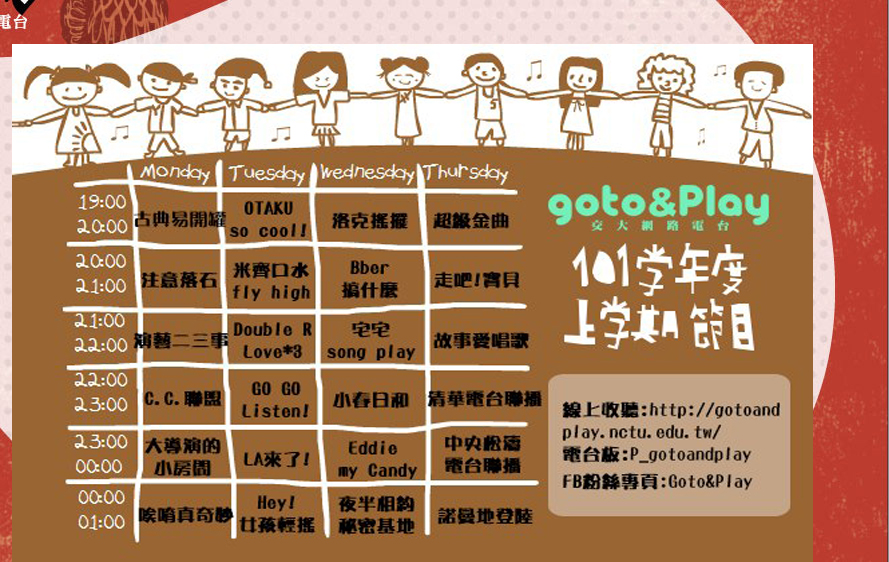 電台
Monday Tuesday Wednesday Thursday
19:00
20:00
古典易開罐
OTAKU
so cool!
洛克搖擺
超級金曲
20:00
21:00
注意落石
米齊口水
fly high
Bber
搞什麼
走吧!寶貝
21:00
22:00
演藝二三事
Double R
Love*3
宅宅
song play
故事愛唱歌
22:00
23:00
C.C.聯盟
GO GO
Listen!
小春日和
清華電台聯播
23:00
00:00
大導演的
小房間
LA來了!
Eddie
my Candy
中央松濤
電台聯播
00:00
01:00
唉唷真奇妙
Hey!
女孩輕搖
夜半相約
祕密基地
諾曼地登陸
goto&Play
交大網路電台
101学年度
上学期節目
線上收聽:http://gotoand
play.nctu.edu.tw/
電台板:P_gotoandplay
FB粉絲專頁:Goto&Play